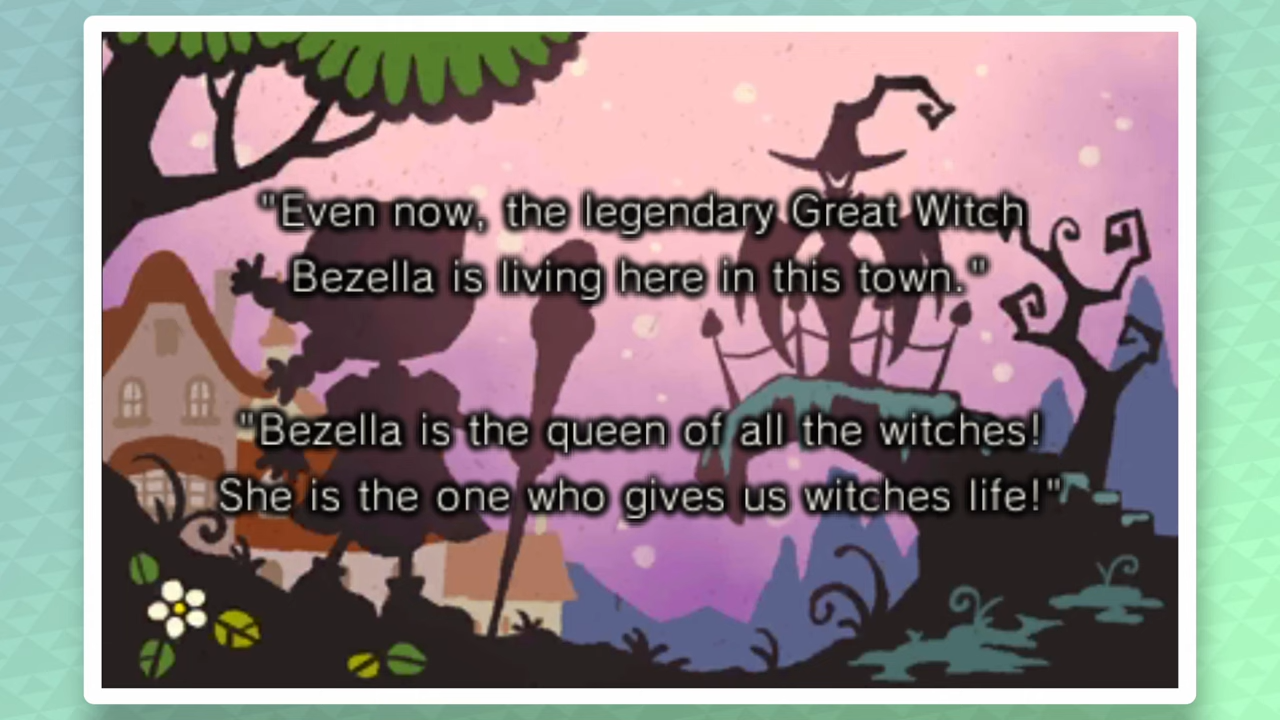 "Even now, the legendary Great Witch
Bezella is living here in this town."
"Bezella is the queen of all the witches!
She is the one who gives us witches life!"